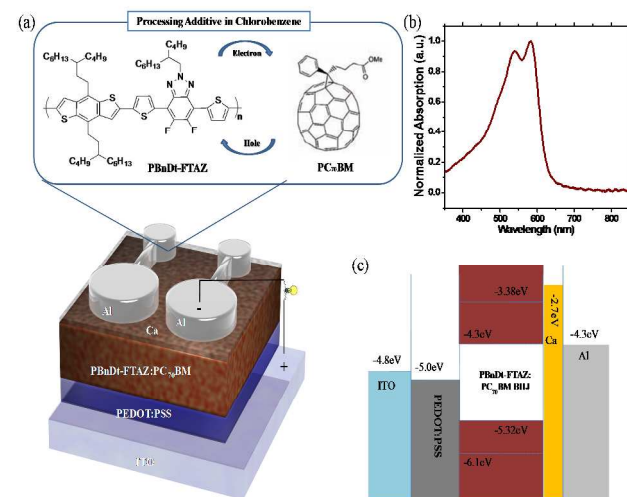 (a)
Processing Additive in Chlorobenzene
C4H9
C6H13
C4H9
C6H13
Electron
OMe
O
N
N
N
S
S
S
S
n
F
F
Hole
C4H9
C6H13
PBnDt-FTAZ
PC70BM
Al
Al
-
Ca
+
PBnDt-FTAZ:PC70BM
PEDOT:PSS
ITO
(b)
Normalized Absorption (a.u.)
1.0
0.8
0.6
0.4
0.2
0.0
400 500 600 700 800
Wavelength (nm)
(c)
-3.38eV
-2.7eV
-4.3eV
Ca
-4.3eV
Al
-4.8eV
-5.0eV
ITO
PEDOT:PSS
PBnDt-FTAZ:
PC70BM BHJ
-5.32eV
-6.1eV